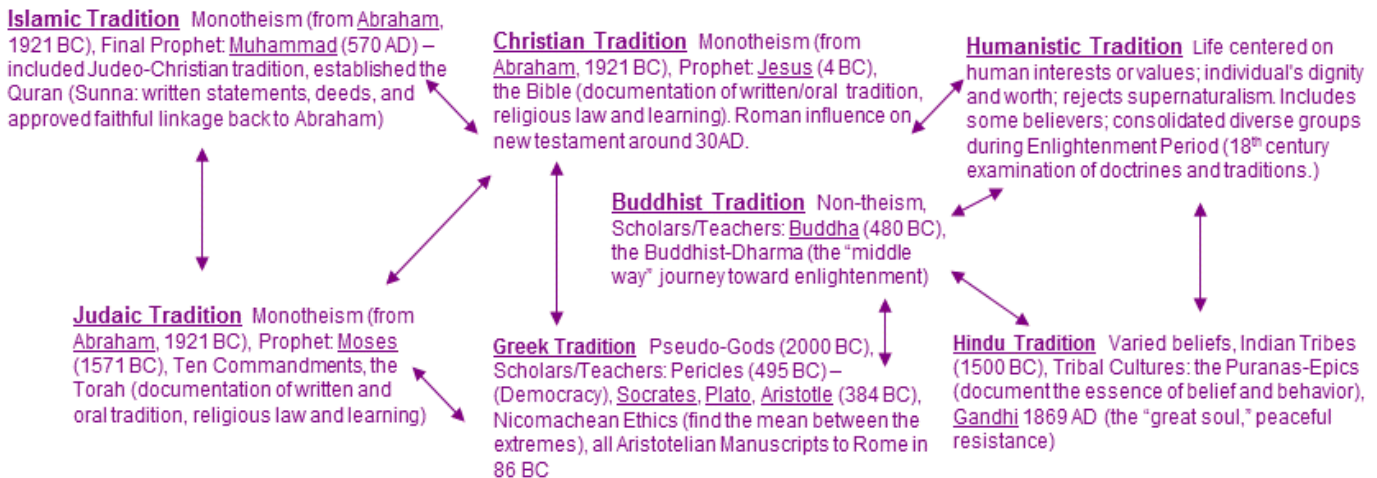 Islamic Tradition Monotheism (from Abraham,
1921 BC), Final Prophet: Muhammad (570 AD) –
included Judeo-Christian tradition, established the
Quran (Sunna: written statements, deeds, and
approved faithful linkage back to Abraham)
Christian Tradition Monotheism (from
Abraham, 1921 BC), Prophet: Jesus (4 BC),
the Bible (documentation of written/oral tradition,
religious law and learning). Roman influence on
new testament around 30AD.
Humanistic Tradition Life centered on
human interests or values; individual's dignity
and worth; rejects supernaturalism. Includes
some believers; consolidated diverse groups
during Enlightenment Period (18th century
examination of doctrines and traditions.)
Buddhist Tradition Non-theism,
Scholars/Teachers: Buddha (480 BC),
the Buddhist-Dharma (the “middle
way” journey toward enlightenment)
Judaic Tradition Monotheism (from
Abraham, 1921 BC), Prophet: Moses
(1571 BC), Ten Commandments, the
Torah (documentation of written and
oral tradition, religious law and learning)
Greek Tradition Pseudo-Gods (2000 BC),
Scholars/Teachers: Pericles (495 BC) –
(Democracy), Socrates, Plato, Aristotle (384 BC),
Nicomachean Ethics (find the mean between the
extremes), all Aristotelian Manuscripts to Rome in
86 BC
Hindu Tradition Varied beliefs, Indian Tribes
(1500 BC), Tribal Cultures: the Puranas-Epics
(document the essence of belief and behavior),
Gandhi 1869 AD (the “great soul,” peaceful
resistance)